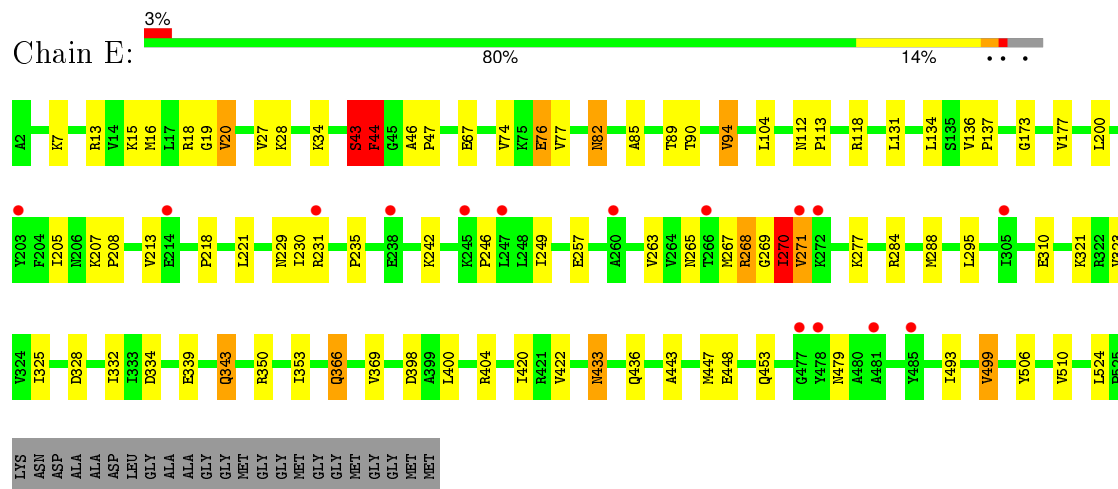 3%
Chain E:
80% 14% • • •
A2 K7 R13 V14 K15 M16 L17 R18 G19 V20 V27 K28 K34 S43 F44 G45 A46 P47 E67 V74 K75 E76 V77 N82 A85 T89 T90 V94 L104 N112 P113 R118 L131 L134 S135 V136 P137 G173 V177 L200
Y203 F204 I205 N206 K207 P208 V213 E214 P218 L221 N229 I230 R231 P235 E238 K242 K245 P246 L247 L248 I249 E257 A260 V263 V264 N265 T266 M267 R268 G269 I270 V271 K272 K277 R284 M288 L295 I305 E310 K321 R322 V323
V324 I325 D328 I332 I333 D334 E339 Q343 R350 I353 Q366 V369 D398 A399 L400 R404 I420 R421 V422 N433 Q436 A443 M447 E448 Q453 G477 Y478 N479 A480 A481 Y485 I493 V499 Y506 V510 L524 P525
LYS ASN ASP ALA ALA ASP LEU GLY ALA ALA GLY GLY MET GLY GLY MET GLY GLY MET GLY GLY MET MET